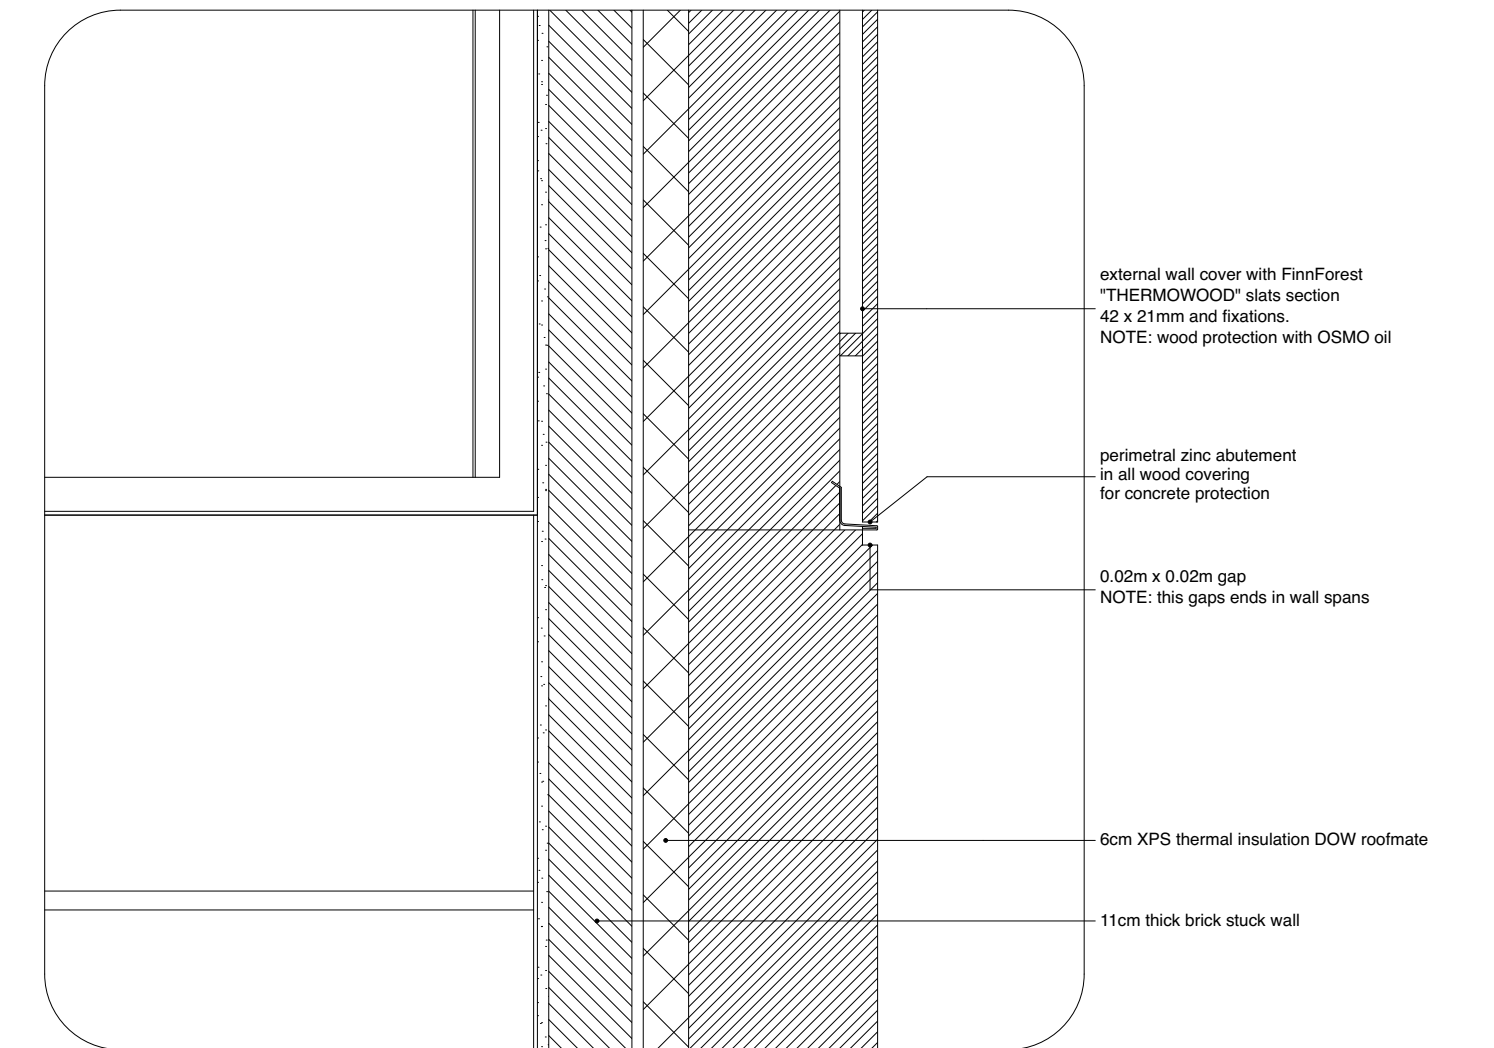 external wall cover with FinnForest
"THERMOWOOD" slats section
42 x 21mm and fixations.
NOTE: wood protection with OSMO oil
perimetral zinc abutement
in all wood covering
for concrete protection
0.02m x 0.02m gap
NOTE: this gaps ends in wall spans
6cm XPS thermal insulation DOW roofmate
11cm thick brick stuck wall